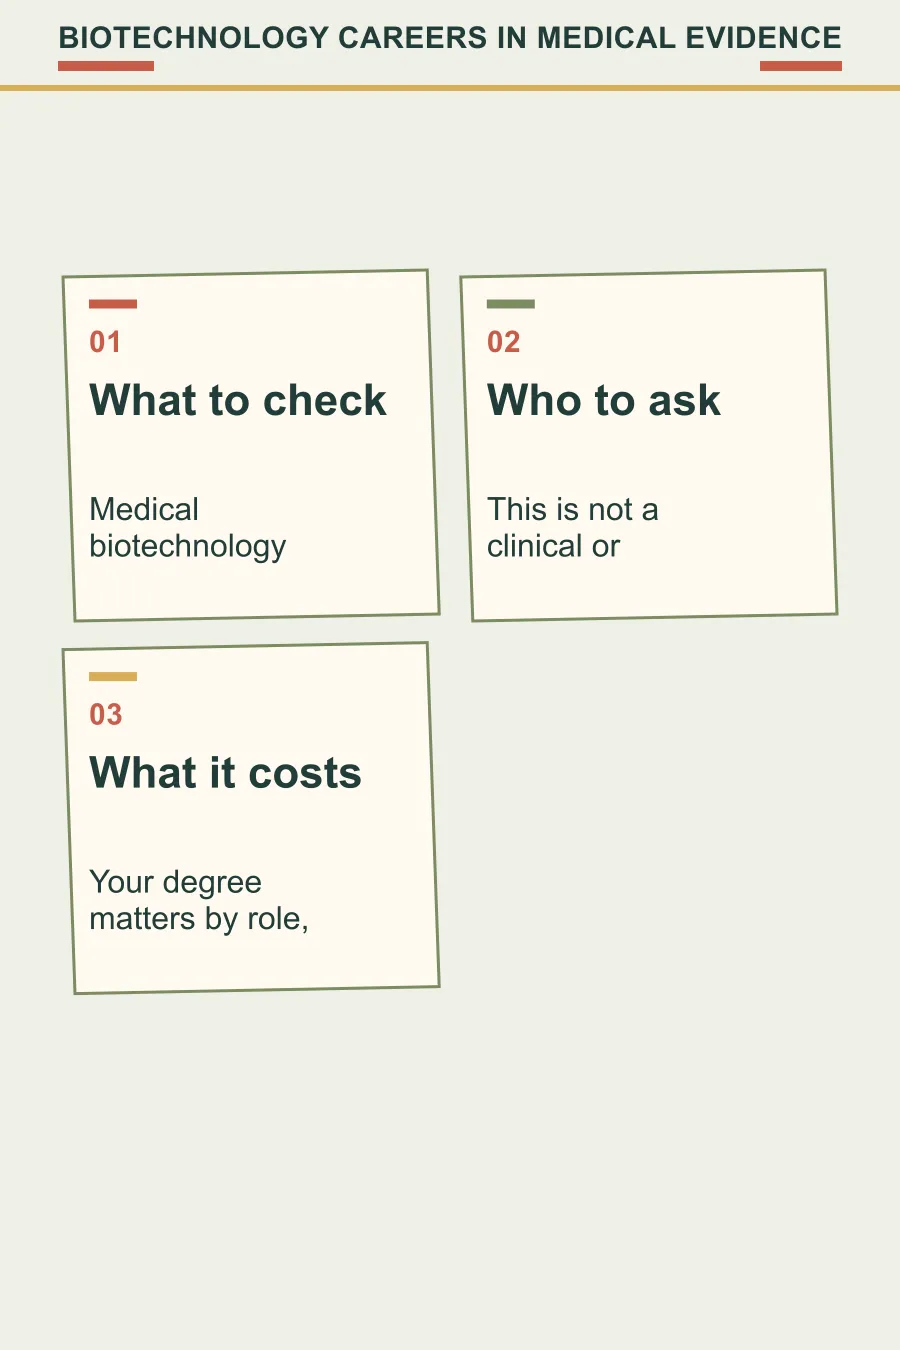 BIOTECHNOLOGY CAREERS IN MEDICAL EVIDENCE
01
What to check
Medical
biotechnology
02
Who to ask
This is not a
clinical or
03
What it costs
Your degree
matters by role,